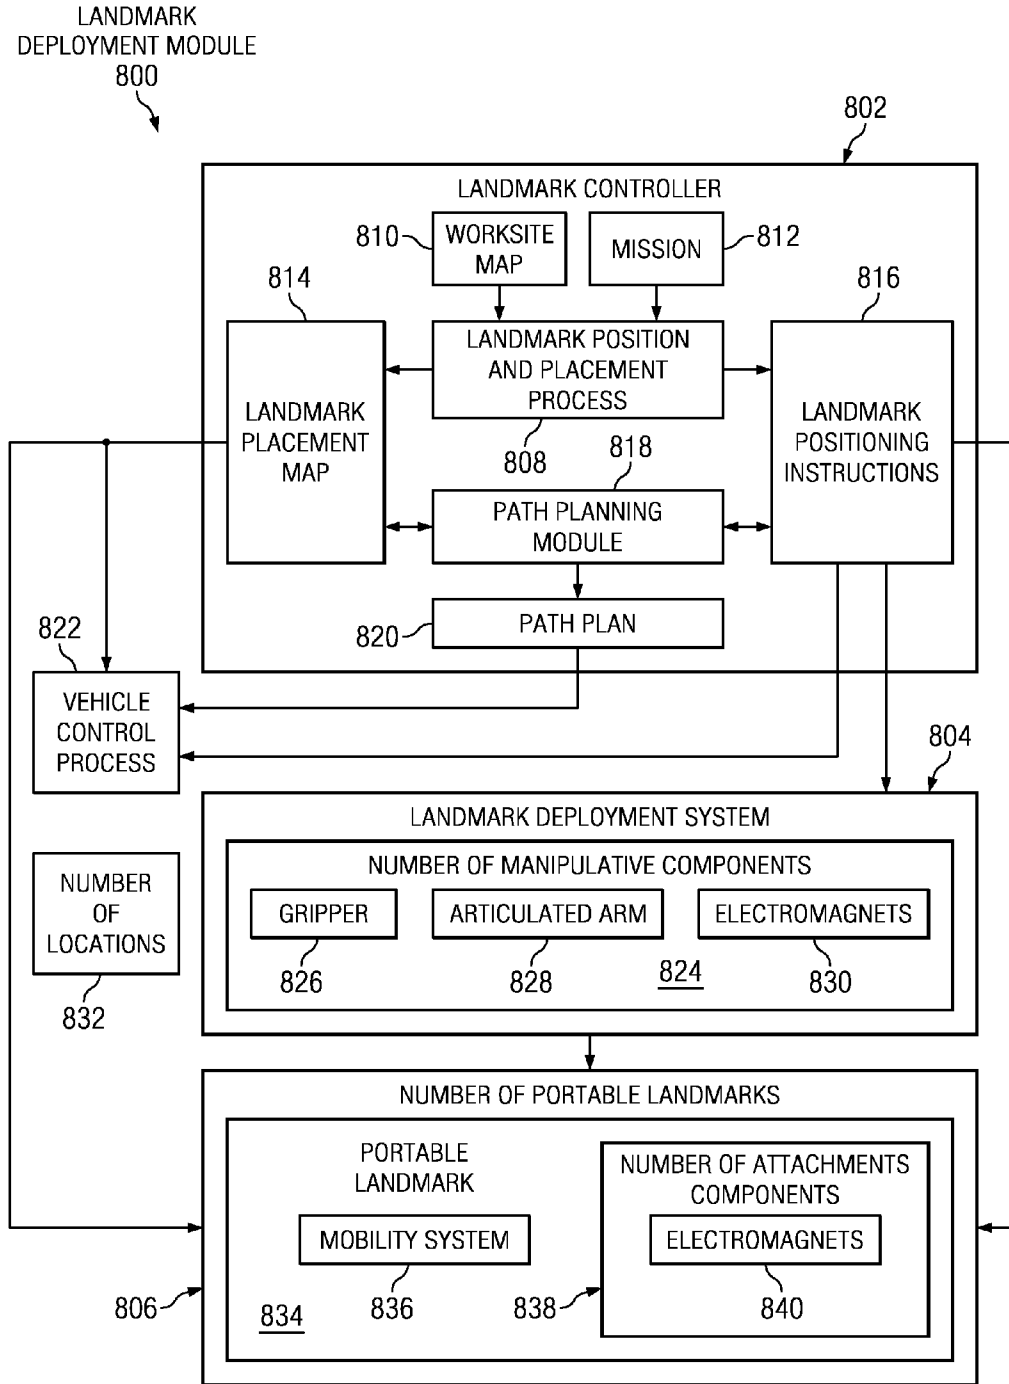 LANDMARK
DEPLOYMENT MODULE
800
802
LANDMARK CONTROLLER
810
WORKSITE
MAP
MISSION
812
814
816
LANDMARK
PLACEMENT
MAP
LANDMARK POSITION
AND PLACEMENT
PROCESS
808
LANDMARK
POSITIONING
INSTRUCTIONS
818
PATH PLANNING
MODULE
820
PATH PLAN
822
VEHICLE
CONTROL
PROCESS
804
LANDMARK DEPLOYMENT SYSTEM
NUMBER OF MANIPULATIVE COMPONENTS
GRIPPER
ARTICULATED ARM
ELECTROMAGNETS
826
828
824
830
NUMBER
OF
LOCATIONS
832
NUMBER OF PORTABLE LANDMARKS
PORTABLE
LANDMARK
NUMBER OF ATTACHMENTS
COMPONENTS
MOBILITY SYSTEM
ELECTROMAGNETS
806
834
836
838
840